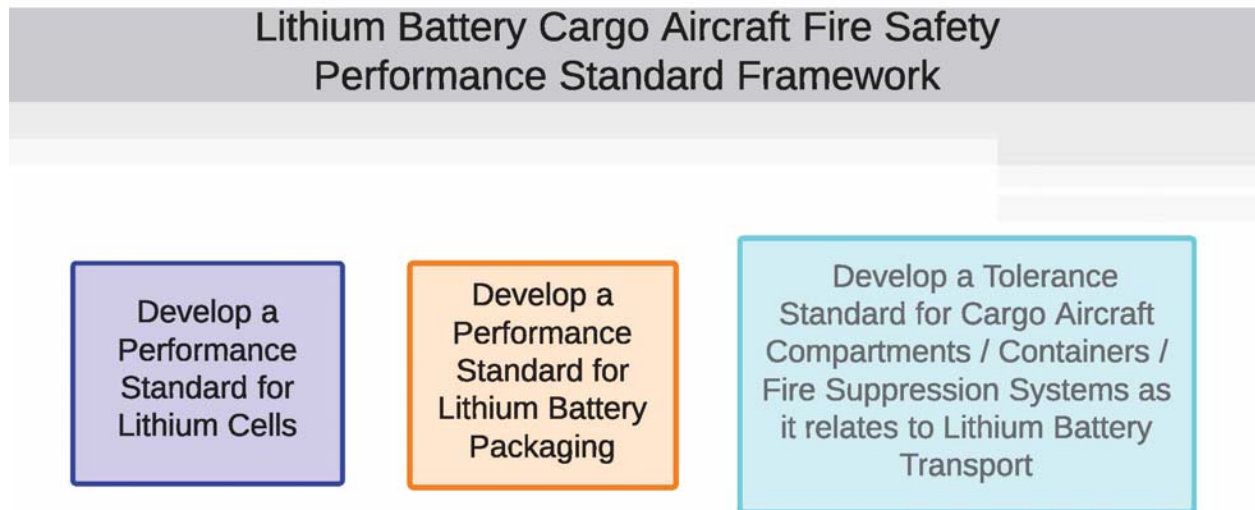 Lithium Battery Cargo Aircraft Fire Safety
Performance Standard Framework
Develop a
Performance
Standard for
Lithium Cells
Develop a
Performance
Standard for
Lithium Battery
Packaging
Develop a Tolerance
Standard for Cargo Aircraft
Compartments / Containers /
Fire Suppression Systems as
it relates to Lithium Battery
Transport